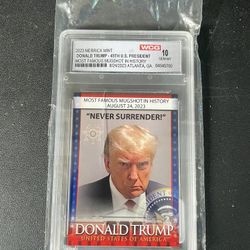 2023 MERRICK MINT
DONALD TRUMP - 45TH U.S. PRESIDENT
MOST FAMOUS MUGSHOT IN HISTORY
8/24/2023 ATLANTA, GA
WCG
10
GEM-MT
MOST FAMOUS MUGSHOT IN HISTORY
AUGUST 24, 2023
"NEVER SURRENDER!"
DONALD TRUMP
UNITED STATES OF AMERICA